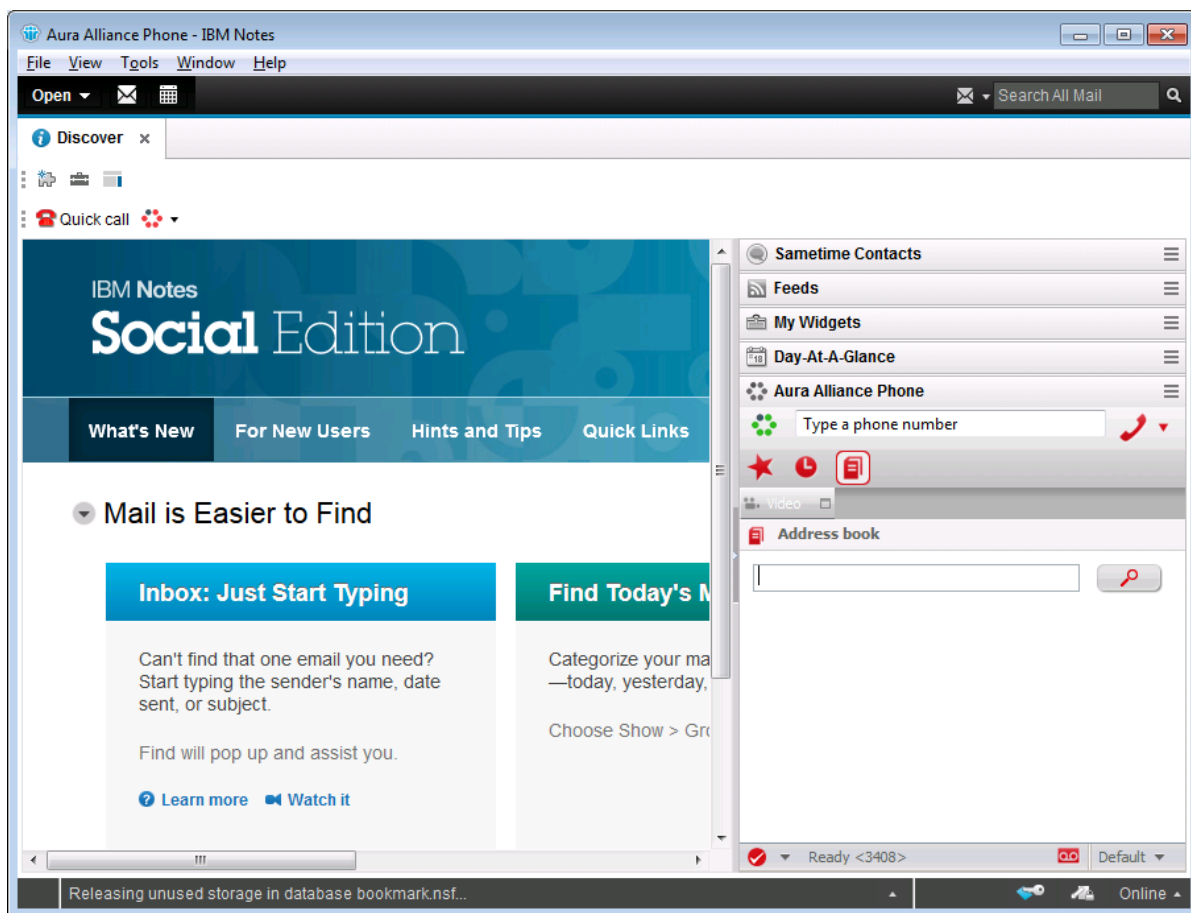 Aura Alliance Phone - IBM Notes
File View Tools Window Help
Open
Search All Mail
Discover
Quick call
IBM Notes
Social Edition
What's New For New Users Hints and Tips Quick Links
Mail is Easier to Find
Inbox: Just Start Typing
Can't find that one email you need?
Start typing the sender's name, date
sent, or subject.
Find will pop up and assist you.
Learn more Watch it
Find Today's M
Categorize your ma
—today, yesterday,
Choose Show > Gro
Sametime Contacts
Feeds
My Widgets
18 Day-At-A-Glance
Aura Alliance Phone
Type a phone number
Video
Address book
Ready <3408> Default
Releasing unused storage in database bookmark.nsf...
Online